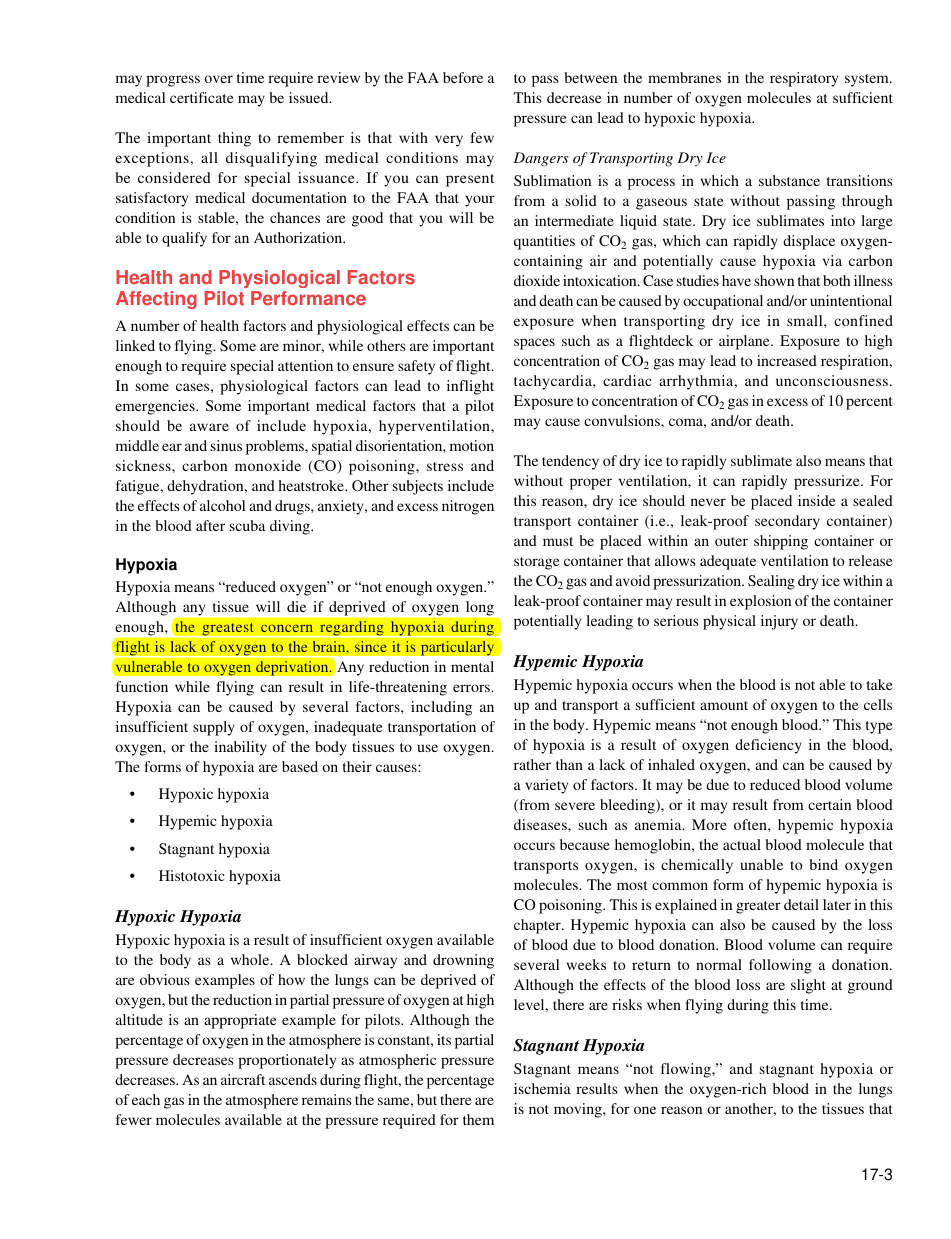 may progress over time require review by the FAA before a
medical certificate may be issued.
The important thing to remember is that with very few
exceptions, all disqualifying medical conditions may
be considered for special issuance. If you can present
satisfactory medical documentation to the FAA that your
condition is stable, the chances are good that you will be
able to qualify for an Authorization.
Health and Physiological Factors
Affecting Pilot Performance
A number of health factors and physiological effects can be
linked to flying. Some are minor, while others are important
enough to require special attention to ensure safety of flight.
In some cases, physiological factors can lead to inflight
emergencies. Some important medical factors that a pilot
should be aware of include hypoxia, hyperventilation,
middle ear and sinus problems, spatial disorientation, motion
sickness, carbon monoxide (CO) poisoning, stress and
fatigue, dehydration, and heatstroke. Other subjects include
the effects of alcohol and drugs, anxiety, and excess nitrogen
in the blood after scuba diving.
Hypoxia
Hypoxia means “reduced oxygen” or “not enough oxygen.”
Although any tissue will die if deprived of oxygen long
enough, the greatest concern regarding hypoxia during
flight is lack of oxygen to the brain, since it is particularly
vulnerable to oxygen deprivation. Any reduction in mental
function while flying can result in life-threatening errors.
Hypoxia can be caused by several factors, including an
insufficient supply of oxygen, inadequate transportation of
oxygen, or the inability of the body tissues to use oxygen.
The forms of hypoxia are based on their causes:
• Hypoxic hypoxia
• Hypemic hypoxia
• Stagnant hypoxia
• Histotoxic hypoxia
Hypoxic Hypoxia
Hypoxic hypoxia is a result of insufficient oxygen available
to the body as a whole. A blocked airway and drowning
are obvious examples of how the lungs can be deprived of
oxygen, but the reduction in partial pressure of oxygen at high
altitude is an appropriate example for pilots. Although the
percentage of oxygen in the atmosphere is constant, its partial
pressure decreases proportionately as atmospheric pressure
decreases. As an aircraft ascends during flight, the percentage
of each gas in the atmosphere remains the same, but there are
fewer molecules available at the pressure required for them
to pass between the membranes in the respiratory system.
This decrease in number of oxygen molecules at sufficient
pressure can lead to hypoxic hypoxia.
Dangers of Transporting Dry Ice
Sublimation is a process in which a substance transitions
from a solid to a gaseous state without passing through
an intermediate liquid state. Dry ice sublimates into large
quantities of CO₂ gas, which can rapidly displace oxygen-
containing air and potentially cause hypoxia via carbon
dioxide intoxication. Case studies have shown that both illness
and death can be caused by occupational and/or unintentional
exposure when transporting dry ice in small, confined
spaces such as a flightdeck or airplane. Exposure to high
concentration of CO₂ gas may lead to increased respiration,
tachycardia, cardiac arrhythmia, and unconsciousness.
Exposure to concentration of CO₂ gas in excess of 10 percent
may cause convulsions, coma, and/or death.
The tendency of dry ice to rapidly sublimate also means that
without proper ventilation, it can rapidly pressurize. For
this reason, dry ice should never be placed inside a sealed
transport container (i.e., leak-proof secondary container)
and must be placed within an outer shipping container or
storage container that allows adequate ventilation to release
the CO₂ gas and avoid pressurization. Sealing dry ice within a
leak-proof container may result in explosion of the container
potentially leading to serious physical injury or death.
Hypemic Hypoxia
Hypemic hypoxia occurs when the blood is not able to take
up and transport a sufficient amount of oxygen to the cells
in the body. Hypemic means “not enough blood.” This type
of hypoxia is a result of oxygen deficiency in the blood,
rather than a lack of inhaled oxygen, and can be caused by
a variety of factors. It may be due to reduced blood volume
(from severe bleeding), or it may result from certain blood
diseases, such as anemia. More often, hypemic hypoxia
occurs because hemoglobin, the actual blood molecule that
transports oxygen, is chemically unable to bind oxygen
molecules. The most common form of hypemic hypoxia is
CO poisoning. This is explained in greater detail later in this
chapter. Hypemic hypoxia can also be caused by the loss
of blood due to blood donation. Blood volume can require
several weeks to return to normal following a donation.
Although the effects of the blood loss are slight at ground
level, there are risks when flying during this time.
Stagnant Hypoxia
Stagnant means “not flowing,” and stagnant hypoxia or
ischemia results when the oxygen-rich blood in the lungs
is not moving, for one reason or another, to the tissues that
17-3